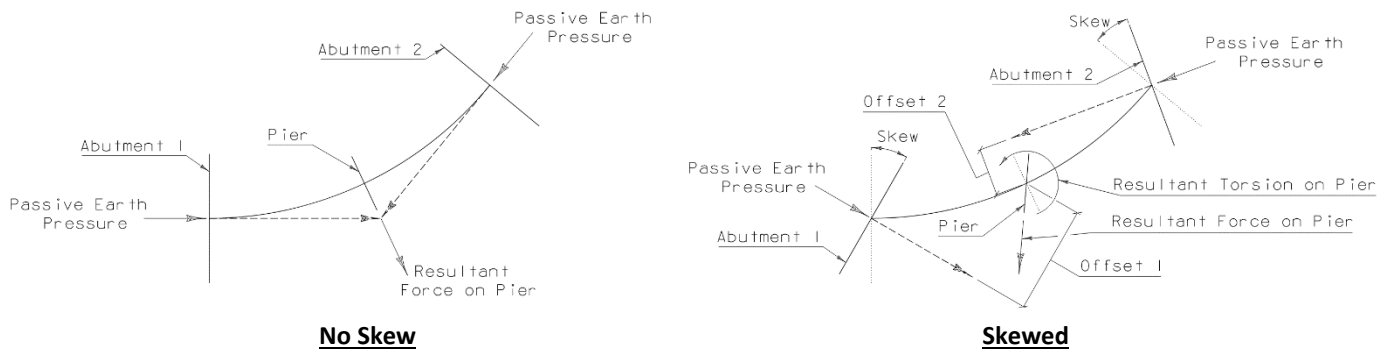 Passive Earth
Pressure
Abutment 2
Pier
Abutment 1
Passive Earth
Pressure
Resultant
Force on Pier
No Skew
Skew
Passive Earth
Pressure
Abutment 2
Offset 2
Skew
Passive Earth
Pressure
Resultant Torsion on Pier
Pier
Resultant Force on Pier
Abutment 1
Offset 1
Skewed